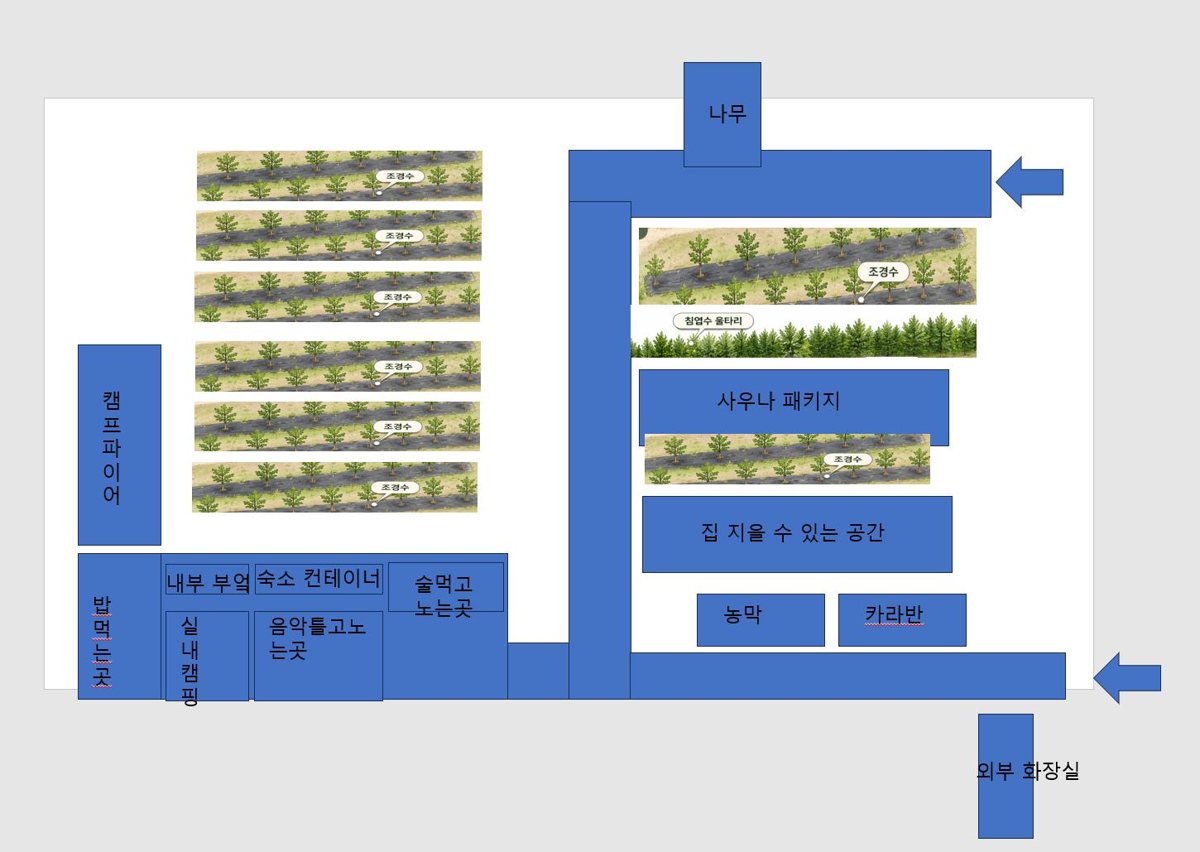 나무
조경수
조경수
조경수
조경수
조경수
조경수
조경수
침엽수 울타리
사우나 패키지
조경수
집 지을 수 있는 공간
농막
카라반
캠프파이어
밥먹는곳
내부 부엌
숙소 컨테이너
술먹고
노는곳
실내캠핑
음악틀고노
는곳
외부 화장실